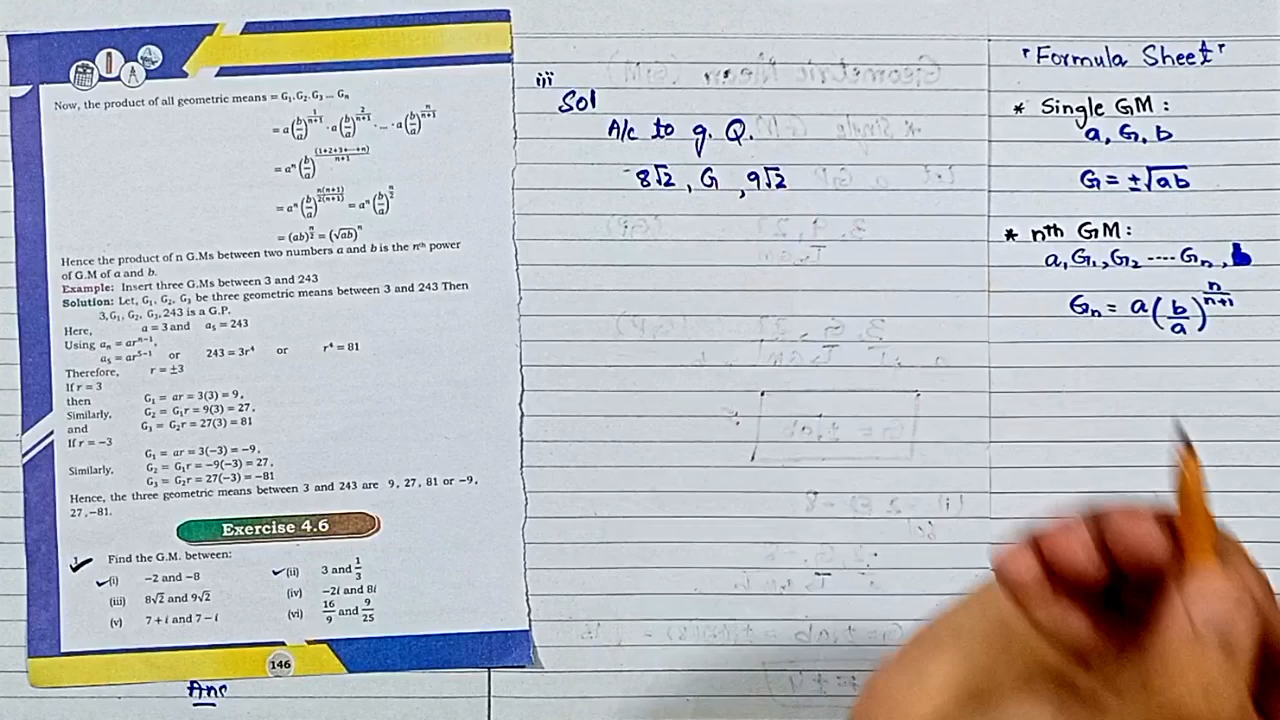 Now, the product of all geometric means = G₁.G₂.G₃ ... Gₙ
= a(b/a)^(1/(n+1)) · a(b/a)^(2/(n+1)) · ... · a(b/a)^(n/(n+1))
= aⁿ(b/a)^((1+2+3+⋯+n)/(n+1))
= aⁿ(b/a)^(n(n+1)/2(n+1)) = aⁿ(b/a)^(n/2)
= (ab)^(n/2) = (√ab)ⁿ
Hence the product of n G.Ms between two numbers a and b is the nᵗʰ power
of G.M of a and b.
Example: Insert three G.Ms between 3 and 243
Solution: Let, G₁, G₂, G₃ be three geometric means between 3 and 243 Then
3, G₁, G₂, G₃, 243 is a G.P.
Here, a = 3 and a₅ = 243
Using aₙ = arⁿ⁻¹,
a₅ = ar⁵⁻¹ or 243 = 3r⁴ or r⁴ = 81
Therefore, r = ±3
If r = 3
then G₁ = ar = 3(3) = 9,
Similarly, G₂ = G₁r = 9(3) = 27,
and G₃ = G₂r = 27(3) = 81
If r = −3
G₁ = ar = 3(−3) = −9,
Similarly, G₂ = G₁r = −9(−3) = 27,
G₃ = G₂r = 27(−3) = −81
Hence, the three geometric means between 3 and 243 are 9, 27, 81 or −9,
27, −81.
Exercise 4.6
1. Find the G.M. between:
(i) −2 and −8 (ii) 3 and 1/3
(iii) 8√2 and 9√2 (iv) −2i and 8i
(v) 7 + i and 7 − i (vi) 16/9 and 9/25
146
Ans
iii
Sol
A/c to g. Q.
8√2, G, 9√2
"Formula Sheet"
* Single GM:
a, G, b
G = ±√ab
* nth GM:
a, G₁, G₂ ---- Gₙ, b
Gₙ = a(b/a)^(n/(n+1))